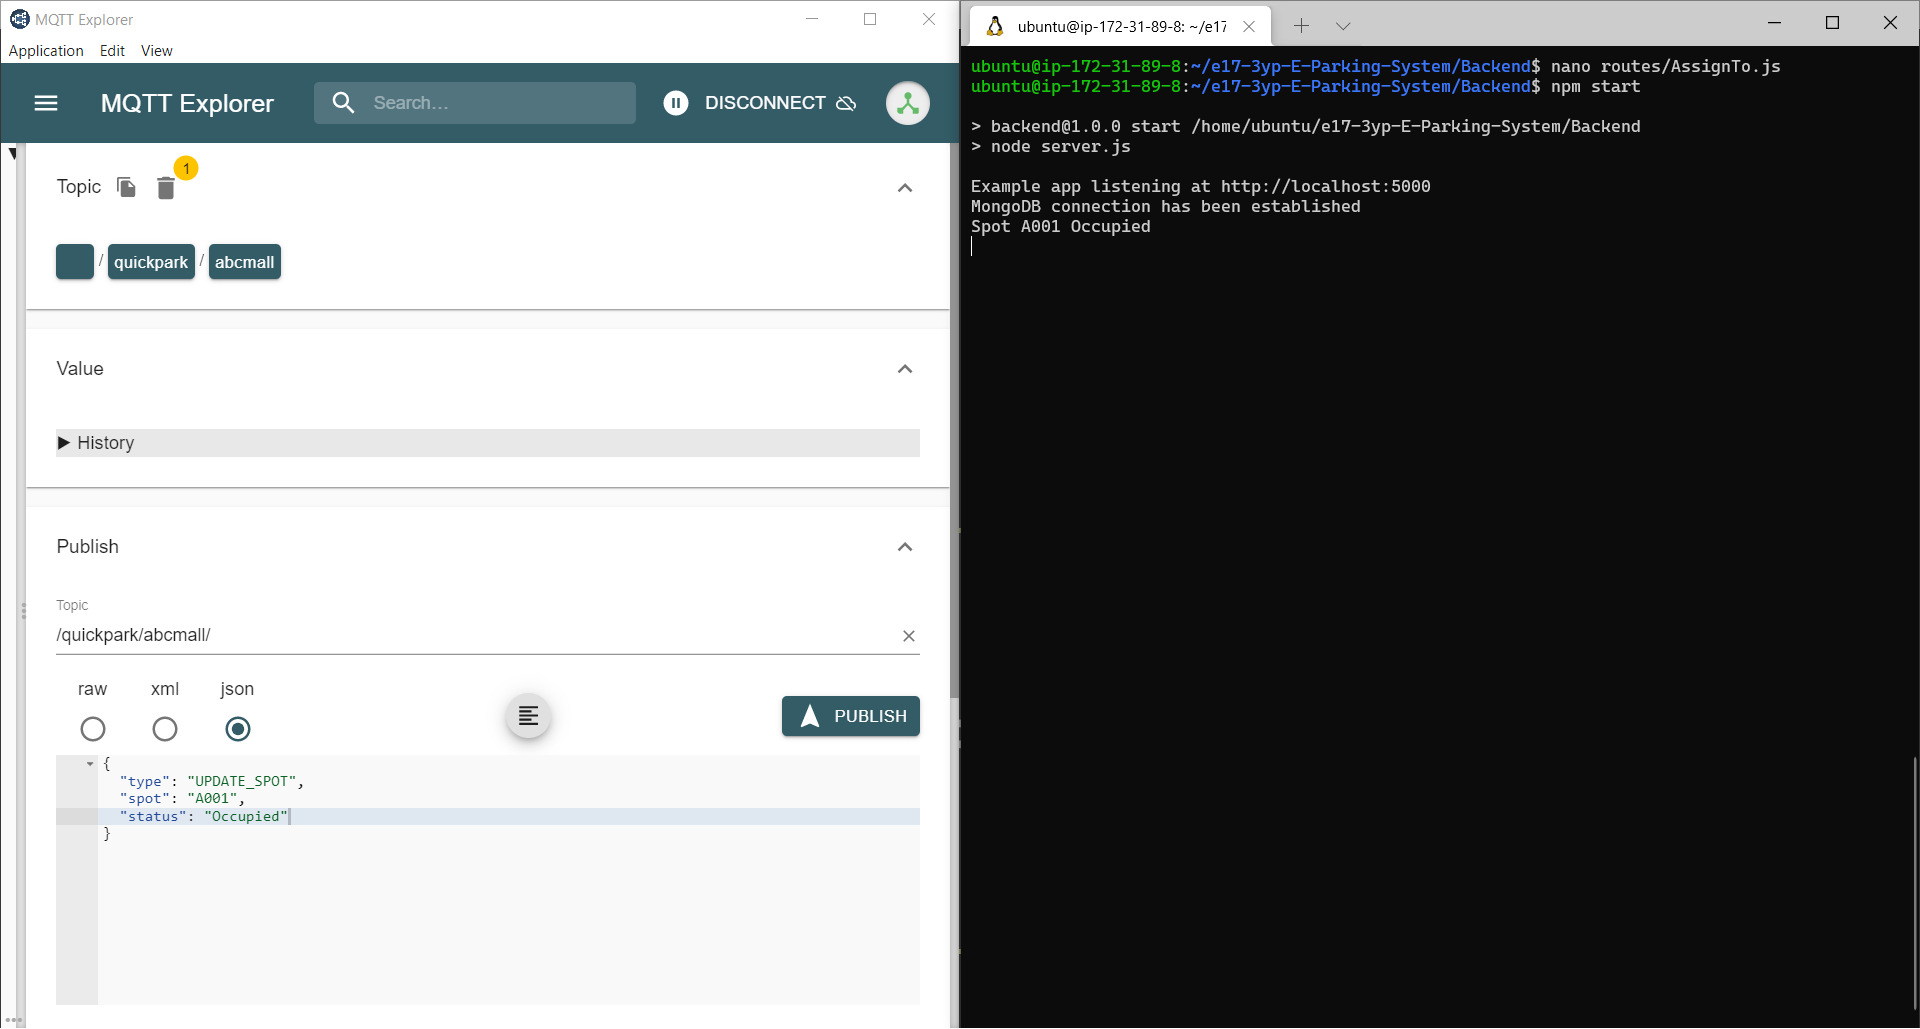 MQTT Explorer
Application Edit View
MQTT Explorer
Search...
DISCONNECT
Topic
1
/ quickpark / abcmall
Value
▶ History
Publish
Topic
/quickpark/abcmall/
raw xml json
PUBLISH
{
"type": "UPDATE_SPOT",
"spot": "A001",
"status": "Occupied"
}
ubuntu@ip-172-31-89-8: ~/e17
ubuntu@ip-172-31-89-8:~/e17-3yp-E-Parking-System/Backend$ nano routes/AssignTo.js
ubuntu@ip-172-31-89-8:~/e17-3yp-E-Parking-System/Backend$ npm start
> backend@1.0.0 start /home/ubuntu/e17-3yp-E-Parking-System/Backend
> node server.js
Example app listening at http://localhost:5000
MongoDB connection has been established
Spot A001 Occupied